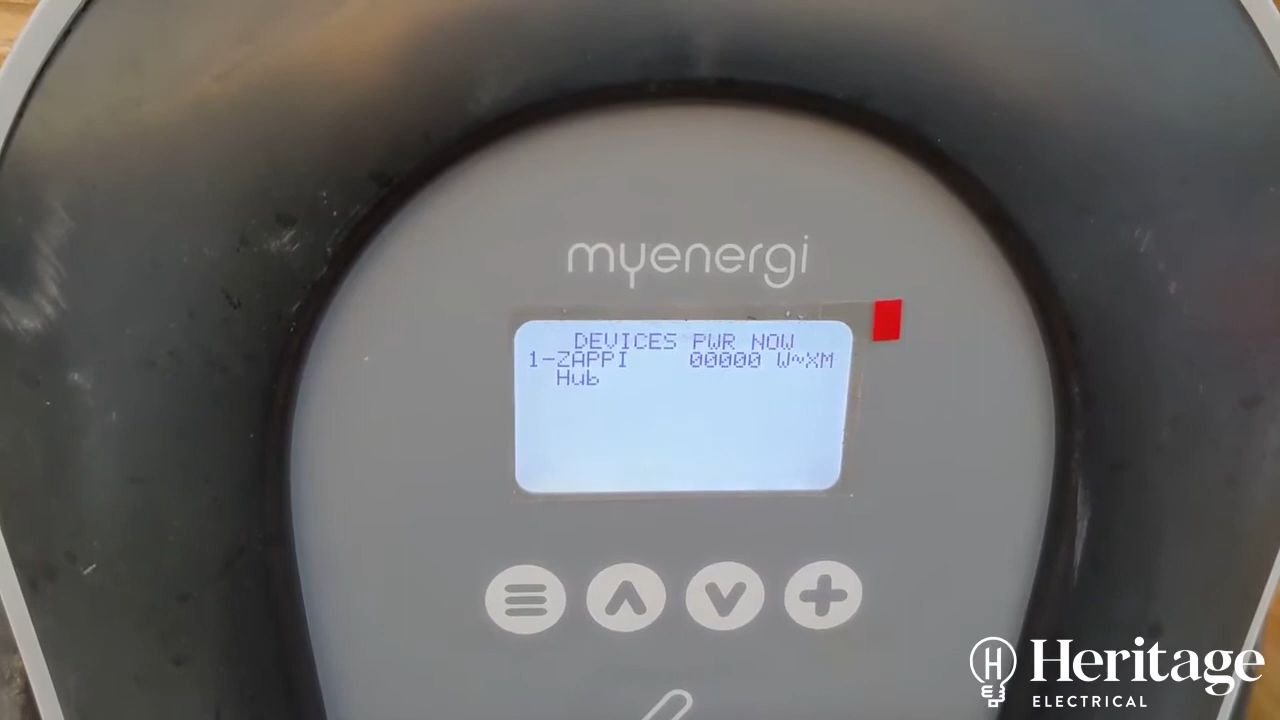 myenergi
DEVICES PWR NOW
1-ZAPPI 00000 W~XM
Hub
Heritage
ELECTRICAL